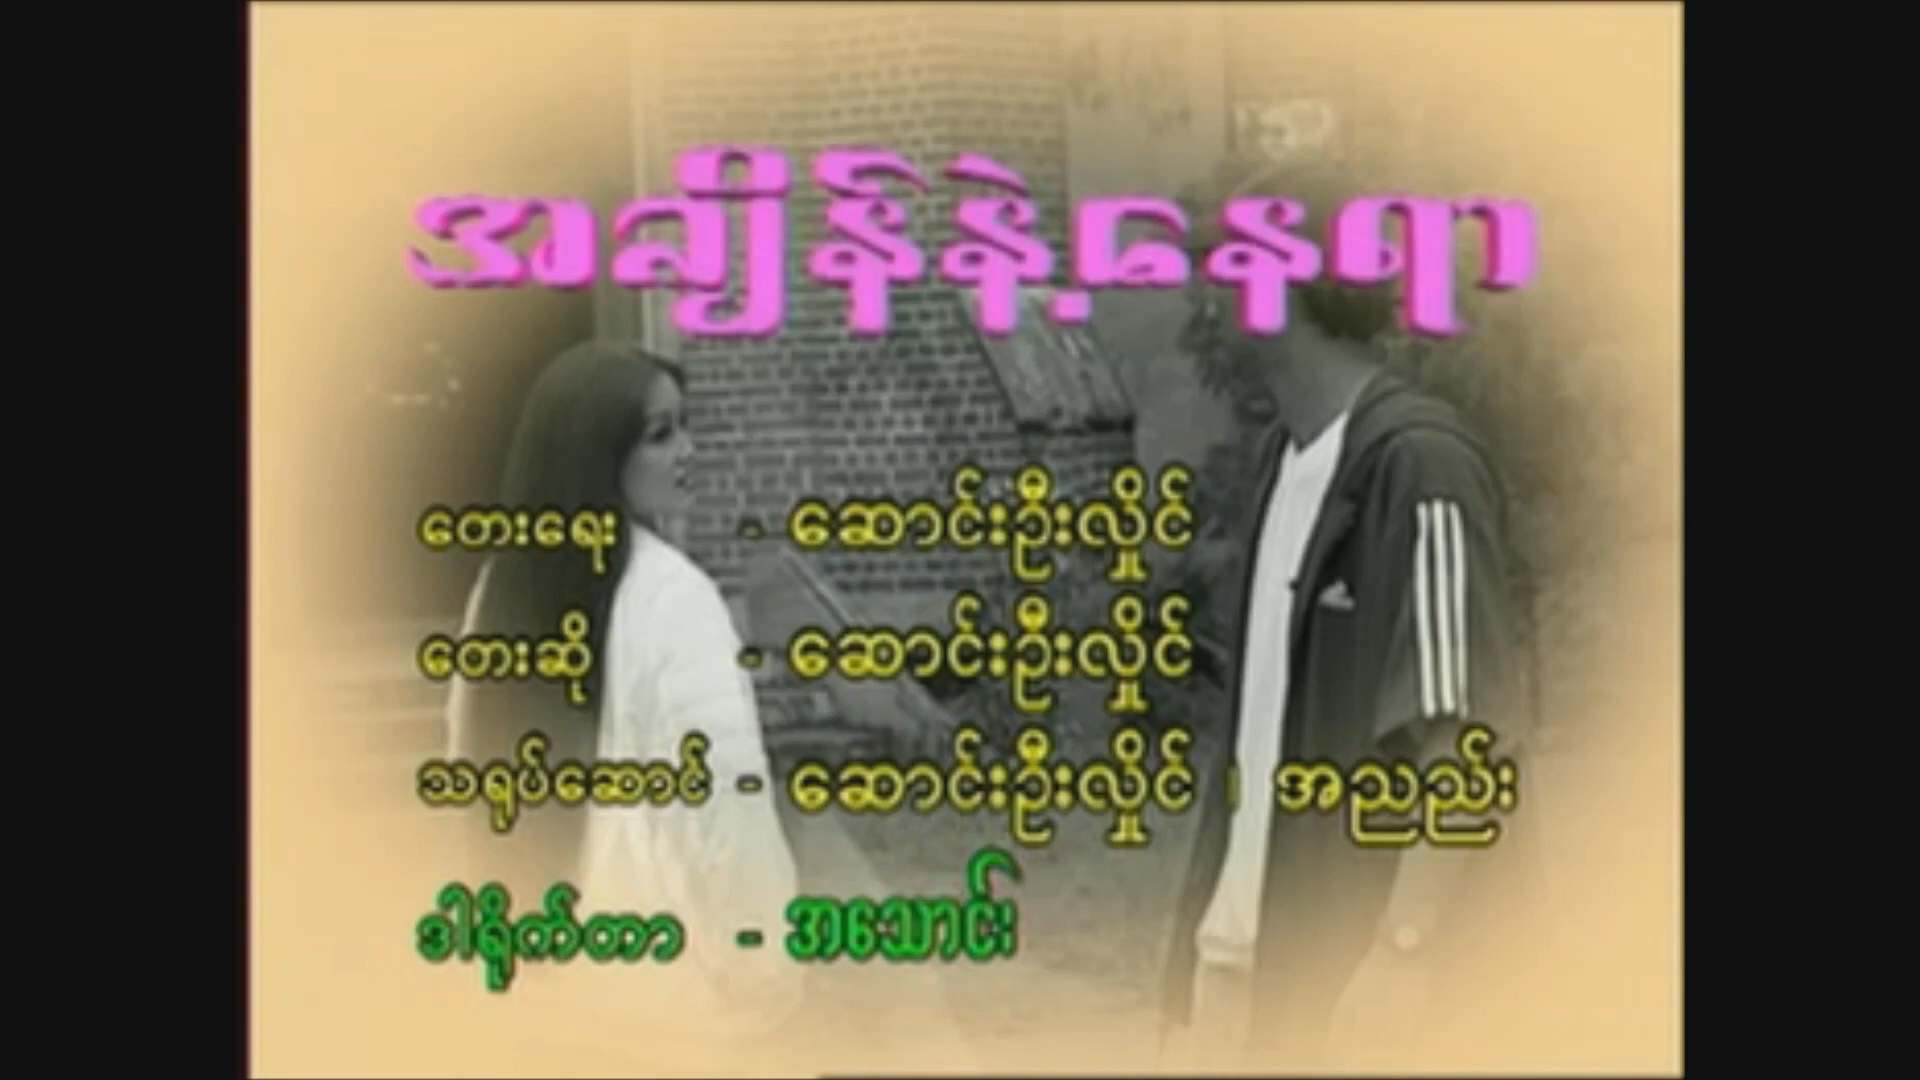 အချိန်နဲ့နေရာ
တေးရေး - ဆောင်းဦးလှိုင်
တေးဆို - ဆောင်းဦးလှိုင်
သရုပ်ဆောင် - ဆောင်းဦးလှိုင် ၊ အညည်း
ဒါရိုက်တာ - အသောင်း